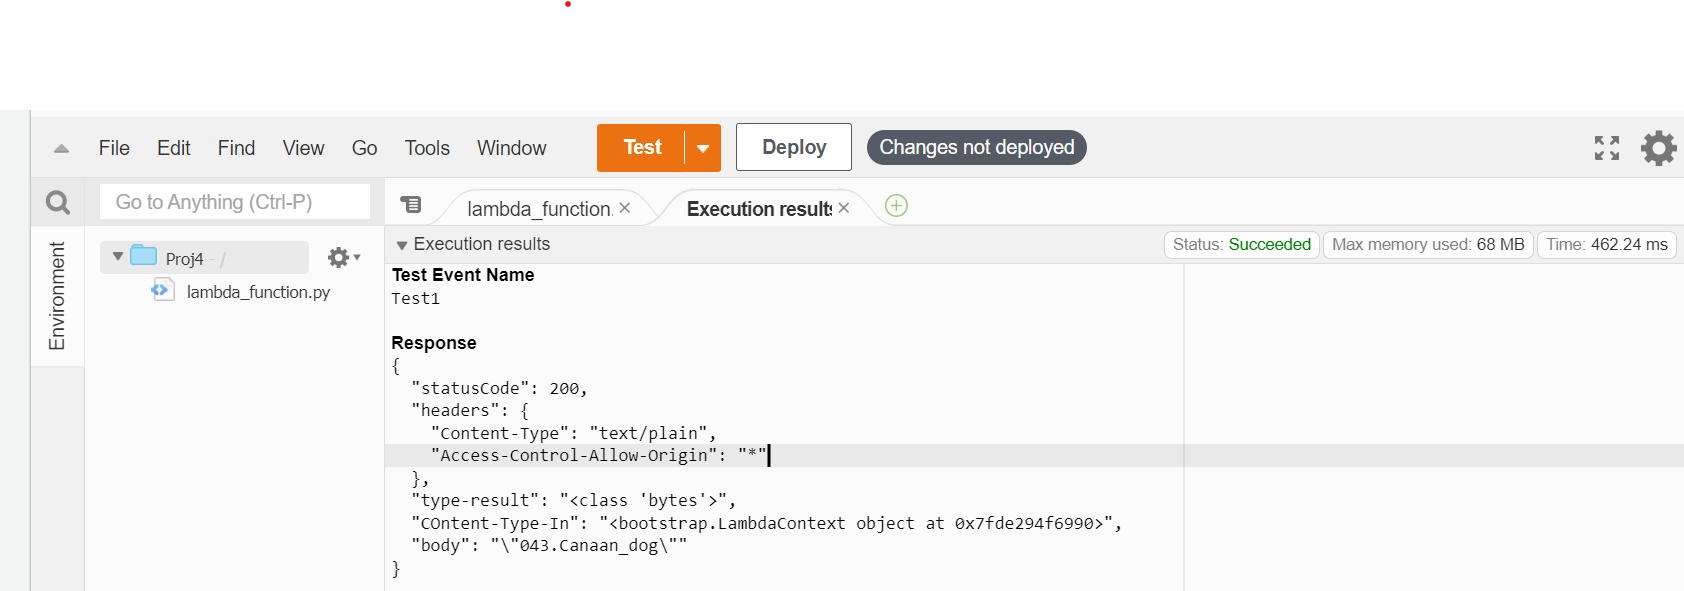 File Edit Find View Go Tools Window Test Deploy Changes not deployed
Go to Anything (Ctrl-P) lambda_function. Execution results
Execution results Status: Succeeded Max memory used: 68 MB Time: 462.24 ms
Environment
Proj4 - /
lambda_function.py
Test Event Name
Test1
Response
{
"statusCode": 200,
"headers": {
"Content-Type": "text/plain",
"Access-Control-Allow-Origin": "*"
},
"type-result": "<class 'bytes'>",
"COntent-Type-In": "<bootstrap.LambdaContext object at 0x7fde294f6990>",
"body": "\"043.Canaan_dog\""
}